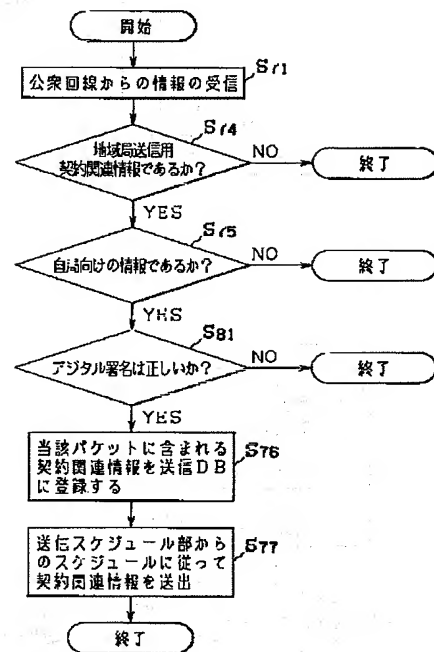 開始
S71
公衆回線からの情報の受信
S74
地域局送信用
契約関連情報であるか?
NO
終了
YES
S75
自局向けの情報であるか?
NO
終了
YES
S81
デジタル署名は正しいか?
NO
終了
YES
S76
当該パケットに含まれる
契約関連情報を送信DB
に登録する
S77
送信スケジュール部から
のスケジュールに従って
契約関連情報を送出
終了